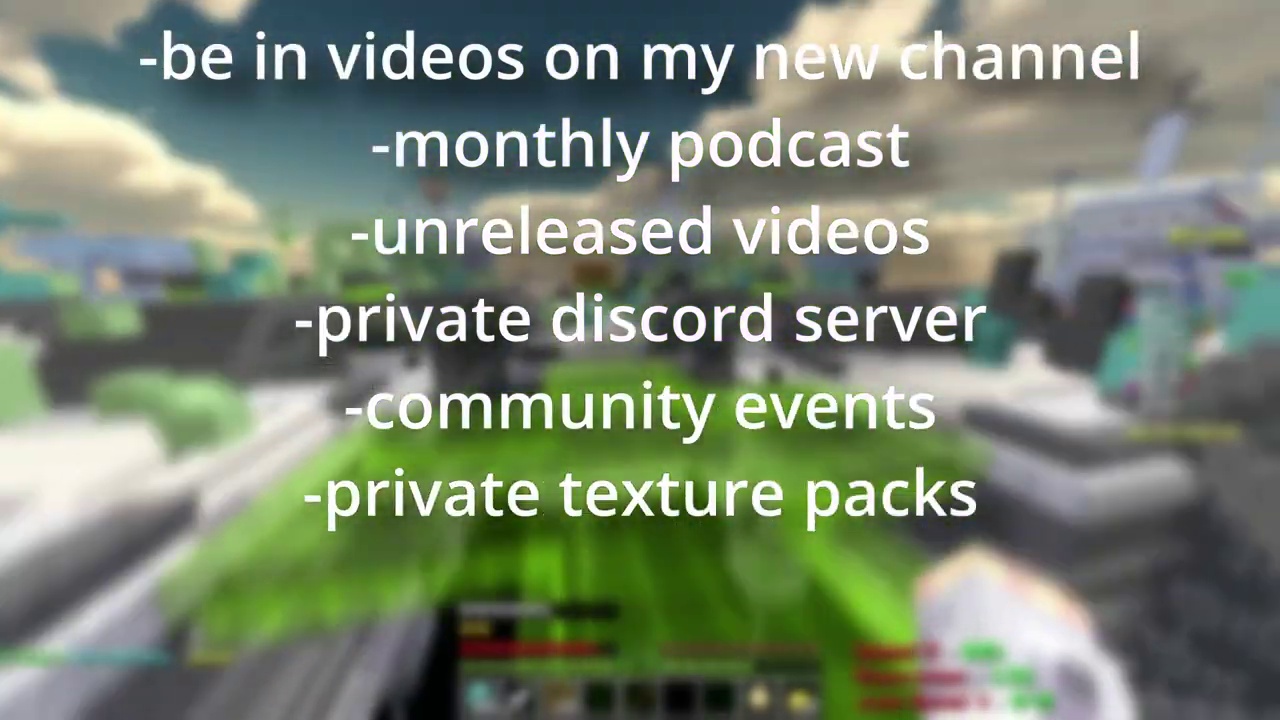 -be in videos on my new channel
-monthly podcast
-unreleased videos
-private discord server
-community events
-private texture packs